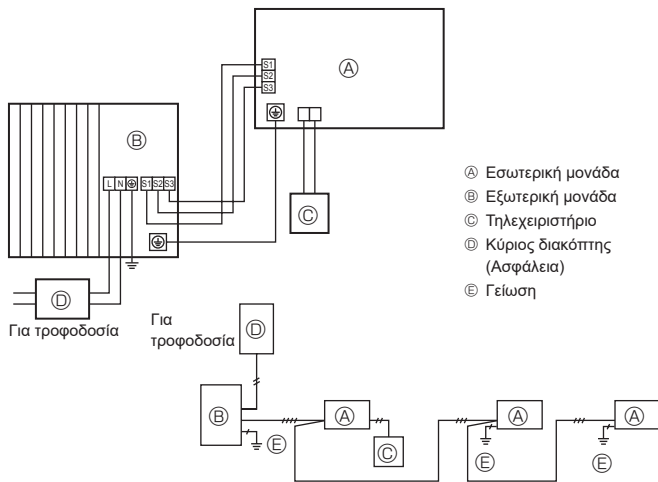 S1
S2
S3
Ⓐ
Ⓑ
L N S1 S2 S3
Ⓒ
Ⓓ
Για τροφοδοσία
Ⓐ Εσωτερική μονάδα
Ⓑ Εξωτερική μονάδα
Ⓒ Τηλεχειριστήριο
Ⓓ Κύριος διακόπτης
(Ασφάλεια)
Ⓔ Γείωση
Για
τροφοδοσία
Ⓓ
Ⓑ
Ⓔ
Ⓐ
Ⓒ
Ⓐ
Ⓔ
Ⓐ
Ⓔ